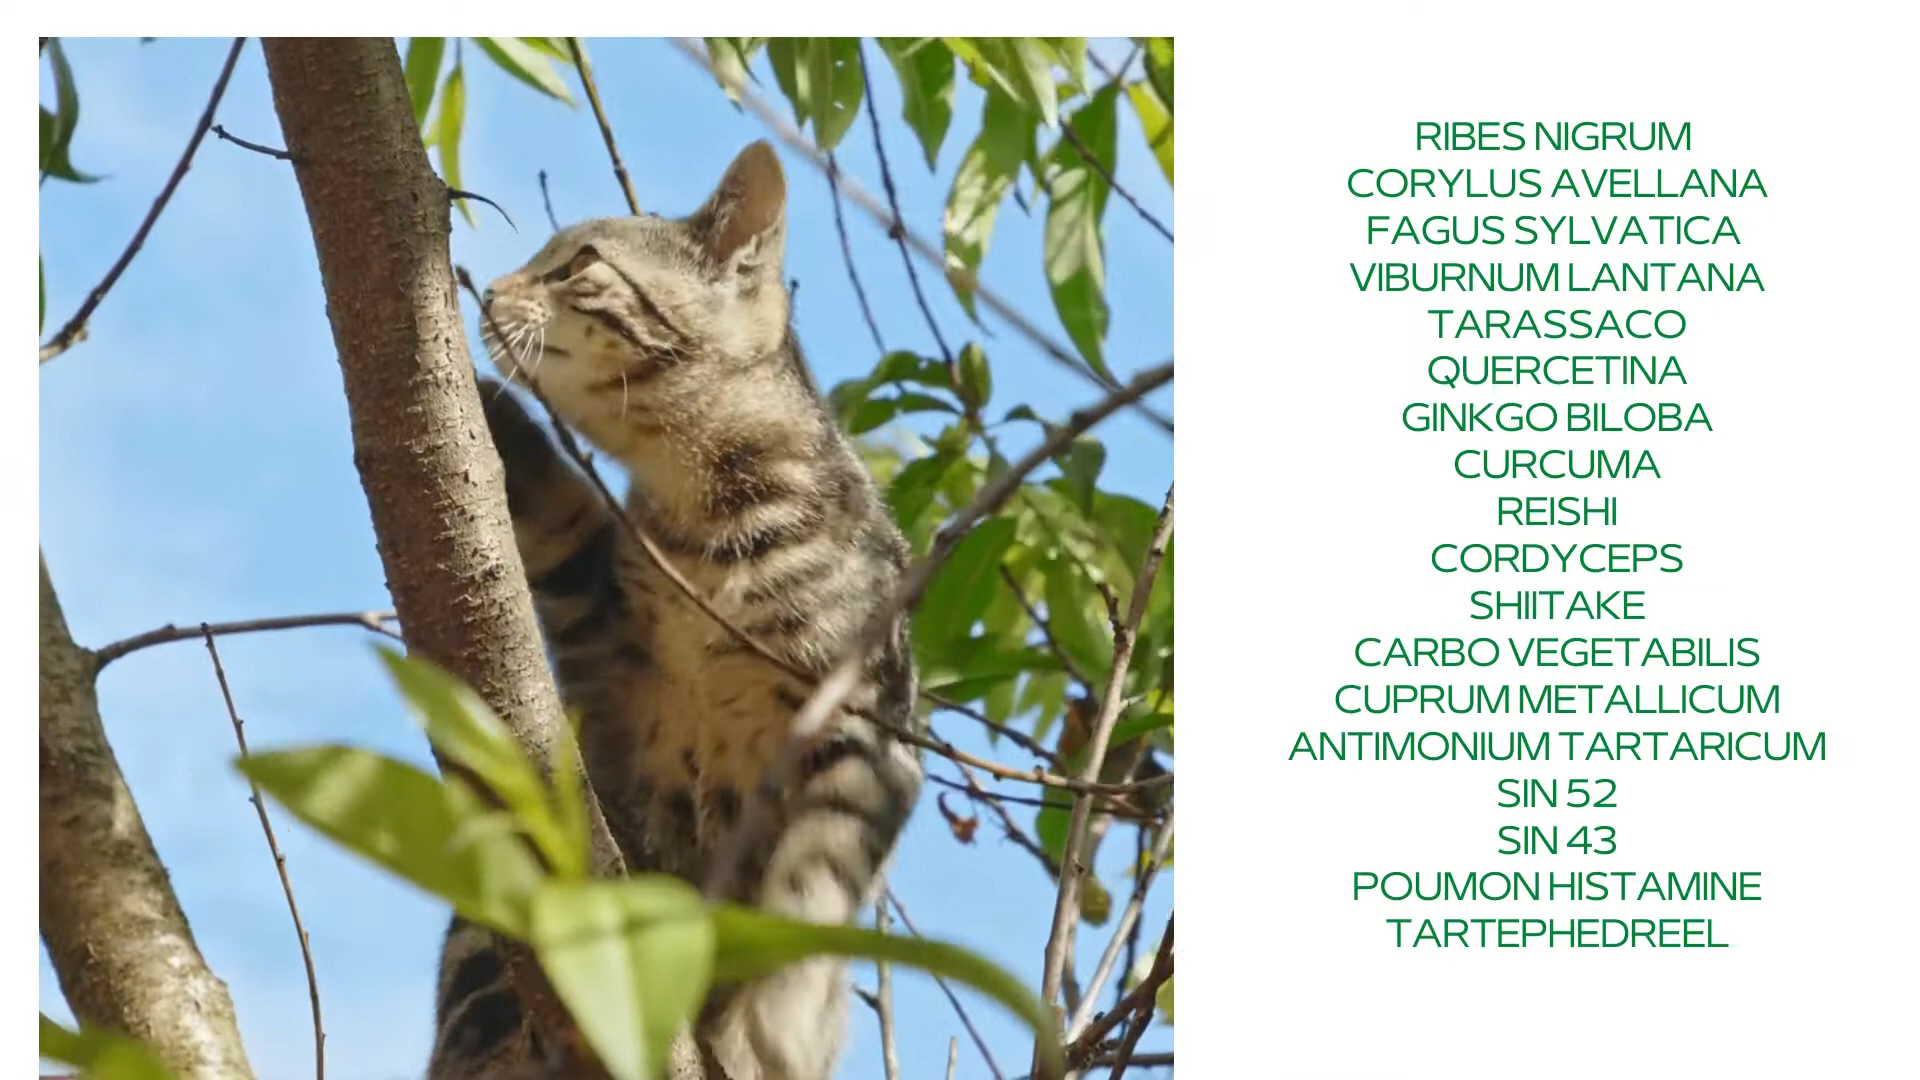 RIBES NIGRUM
CORYLUS AVELLANA
FAGUS SYLVATICA
VIBURNUM LANTANA
TARASSACO
QUERCETINA
GINKGO BILOBA
CURCUMA
REISHI
CORDYCEPS
SHIITAKE
CARBO VEGETABILIS
CUPRUM METALLICUM
ANTIMONIUM TARTARICUM
SIN 52
SIN 43
POUMON HISTAMINE
TARTEPHEDREEL